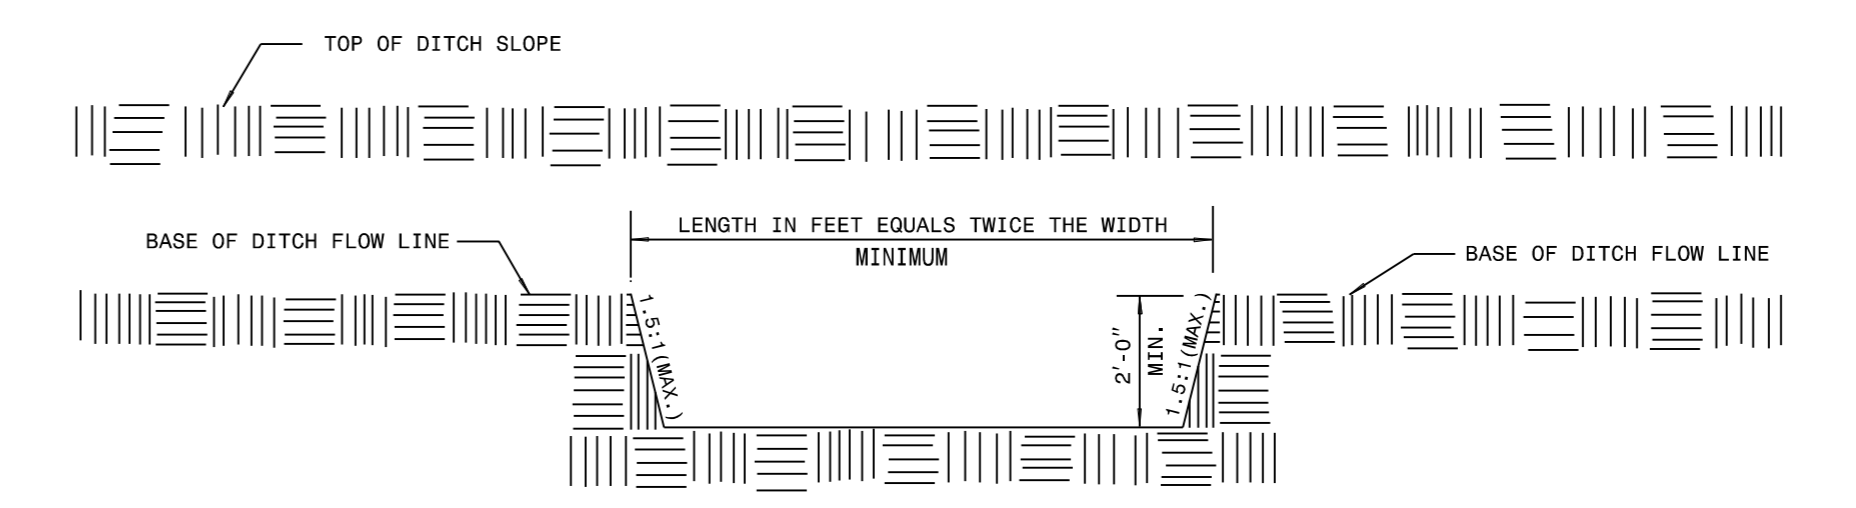 TOP OF DITCH SLOPE
LENGTH IN FEET EQUALS TWICE THE WIDTH
MINIMUM
BASE OF DITCH FLOW LINE
BASE OF DITCH FLOW LINE
1.5:1(MAX.)
2'-0"
MIN.
1.5:1(MAX.)